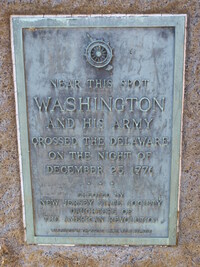 NEAR THIS SPOT
WASHINGTON
AND HIS ARMY
CROSSED THE DELAWARE
ON THE NIGHT OF
DECEMBER 25 1776
NEW JERSEY STATE SOCIETY
DAUGHTERS OF
THE AMERICAN REVOLUTION